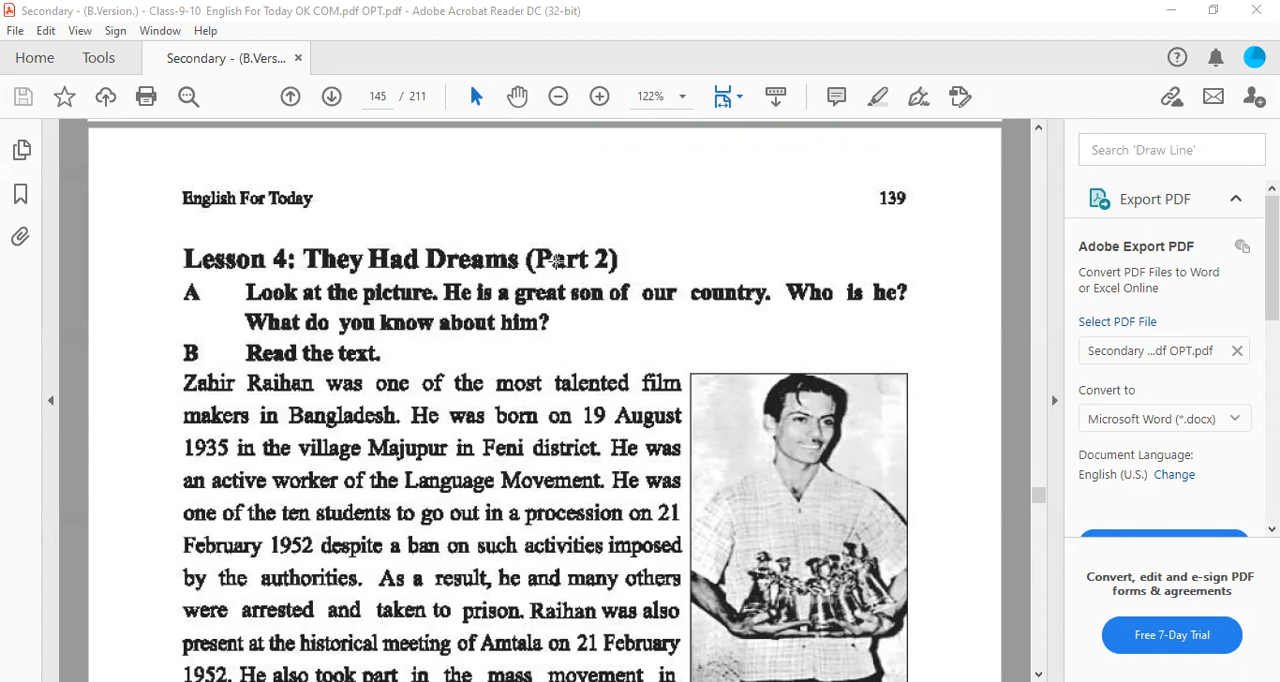 Secondary - (B.Version.) - Class-9-10 English For Today OK COM.pdf OPT.pdf - Adobe Acrobat Reader DC (32-bit)
File Edit View Sign Window Help
Home Tools Secondary - (B.Vers... ×
145 / 211 122%
Search 'Draw Line'
Export PDF
Adobe Export PDF
Convert PDF Files to Word
or Excel Online
Select PDF File
Secondary ...df OPT.pdf
Convert to
Microsoft Word (*.docx)
Document Language:
English (U.S.) Change
Convert, edit and e-sign PDF
forms & agreements
Free 7-Day Trial
English For Today 139
Lesson 4: They Had Dreams (Part 2)
A Look at the picture. He is a great son of our country. Who is he?
What do you know about him?
B Read the text.
Zahir Raihan was one of the most talented film
makers in Bangladesh. He was born on 19 August
1935 in the village Majupur in Feni district. He was
an active worker of the Language Movement. He was
one of the ten students to go out in a procession on 21
February 1952 despite a ban on such activities imposed
by the authorities. As a result, he and many others
were arrested and taken to prison. Raihan was also
present at the historical meeting of Amtala on 21 February
1952. He also took part in the mass movement in